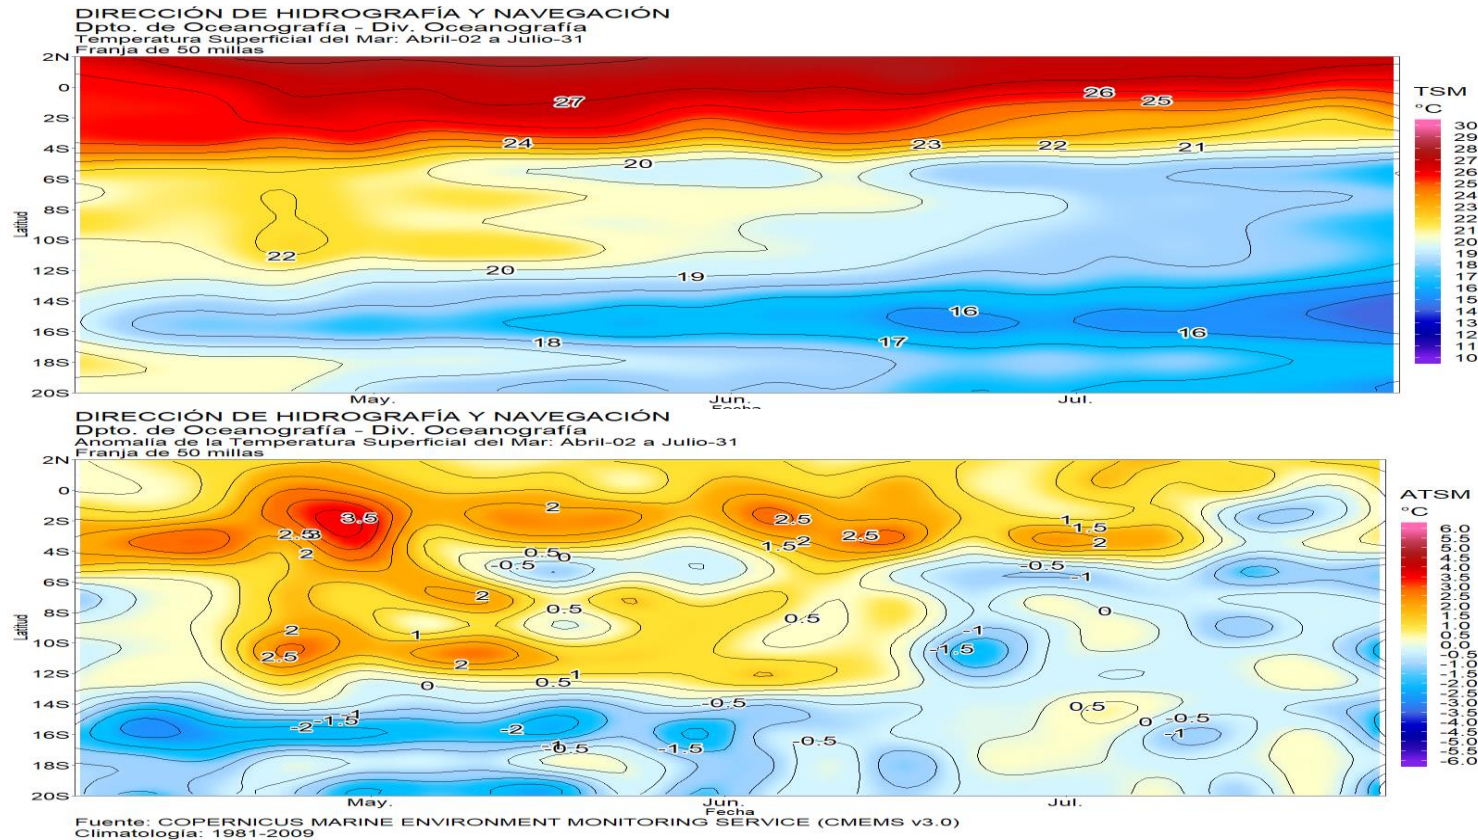 DIRECCIÓN DE HIDROGRAFÍA Y NAVEGACIÓN
Dpto. de Oceanografía - Div. Oceanografía
Temperatura Superficial del Mar: Abril-02 a Julio-31
Franja de 50 millas
2N
0
2S
4S
6S
8S
10S
12S
14S
16S
18S
20S
Latitud
27
26
25
24
23
22
21
20
22
20
19
18
17
16
16
May.
Jun.
Jul.
Fecha
TSM
°C
30
29
28
27
26
25
24
23
22
21
20
19
18
17
16
15
14
13
12
11
10
DIRECCIÓN DE HIDROGRAFÍA Y NAVEGACIÓN
Dpto. de Oceanografía - Div. Oceanografía
Anomalía de la Temperatura Superficial del Mar: Abril-02 a Julio-31
Franja de 50 millas
2N
0
2S
4S
6S
8S
10S
12S
14S
16S
18S
20S
Latitud
3.5
2
2.5
1
1.5
2.5
3
2
0.5
0
-0.5
1.5
2
2.5
2
-0.5
-1
2
0.5
0.5
0
2
1
2.5
2
-1
-1.5
0
0.5
1
-0.5
0.5
0
-0.5
-1
-2
-1.5
-1
-2
-1
-0.5
-1.5
-0.5
May.
Jun.
Jul.
Fecha
ATSM
°C
6.0
5.5
5.0
4.5
4.0
3.5
3.0
2.5
2.0
1.5
1.0
0.5
0.0
-0.5
-1.0
-1.5
-2.0
-2.5
-3.0
-3.5
-4.0
-4.5
-5.0
-5.5
-6.0
Fuente: COPERNICUS MARINE ENVIRONMENT MONITORING SERVICE (CMEMS v3.0)
Climatología: 1981-2009